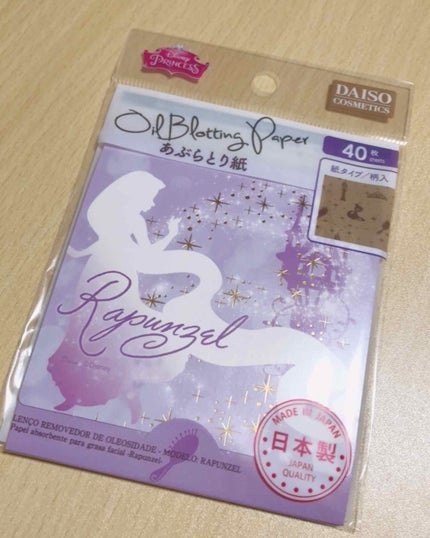 Disney
PRINCESS
DAISO
COSMETICS
Oil Blotting Paper
あぶらとり紙
40枚
sheets
紙タイプ/柄入
Rapunzel
MADE IN JAPAN
日本製
JAPAN
QUALITY
LENÇO REMOVEDOR DE OLEOSIDADE - MODELO: RAPUNZEL
Papel absorbente para grasa facial -Rapunzel-